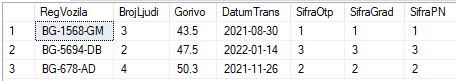 RegVozila BrojLjudi Gorivo DatumTrans SifraOtp SifraGrad SifraPN
1 BG-1568-GM 3 43.5 2021-08-30 1 1 1
2 BG-5694-DB 2 47.5 2022-01-14 3 3 3
3 BG-678-AD 4 50.3 2021-11-26 2 2 2